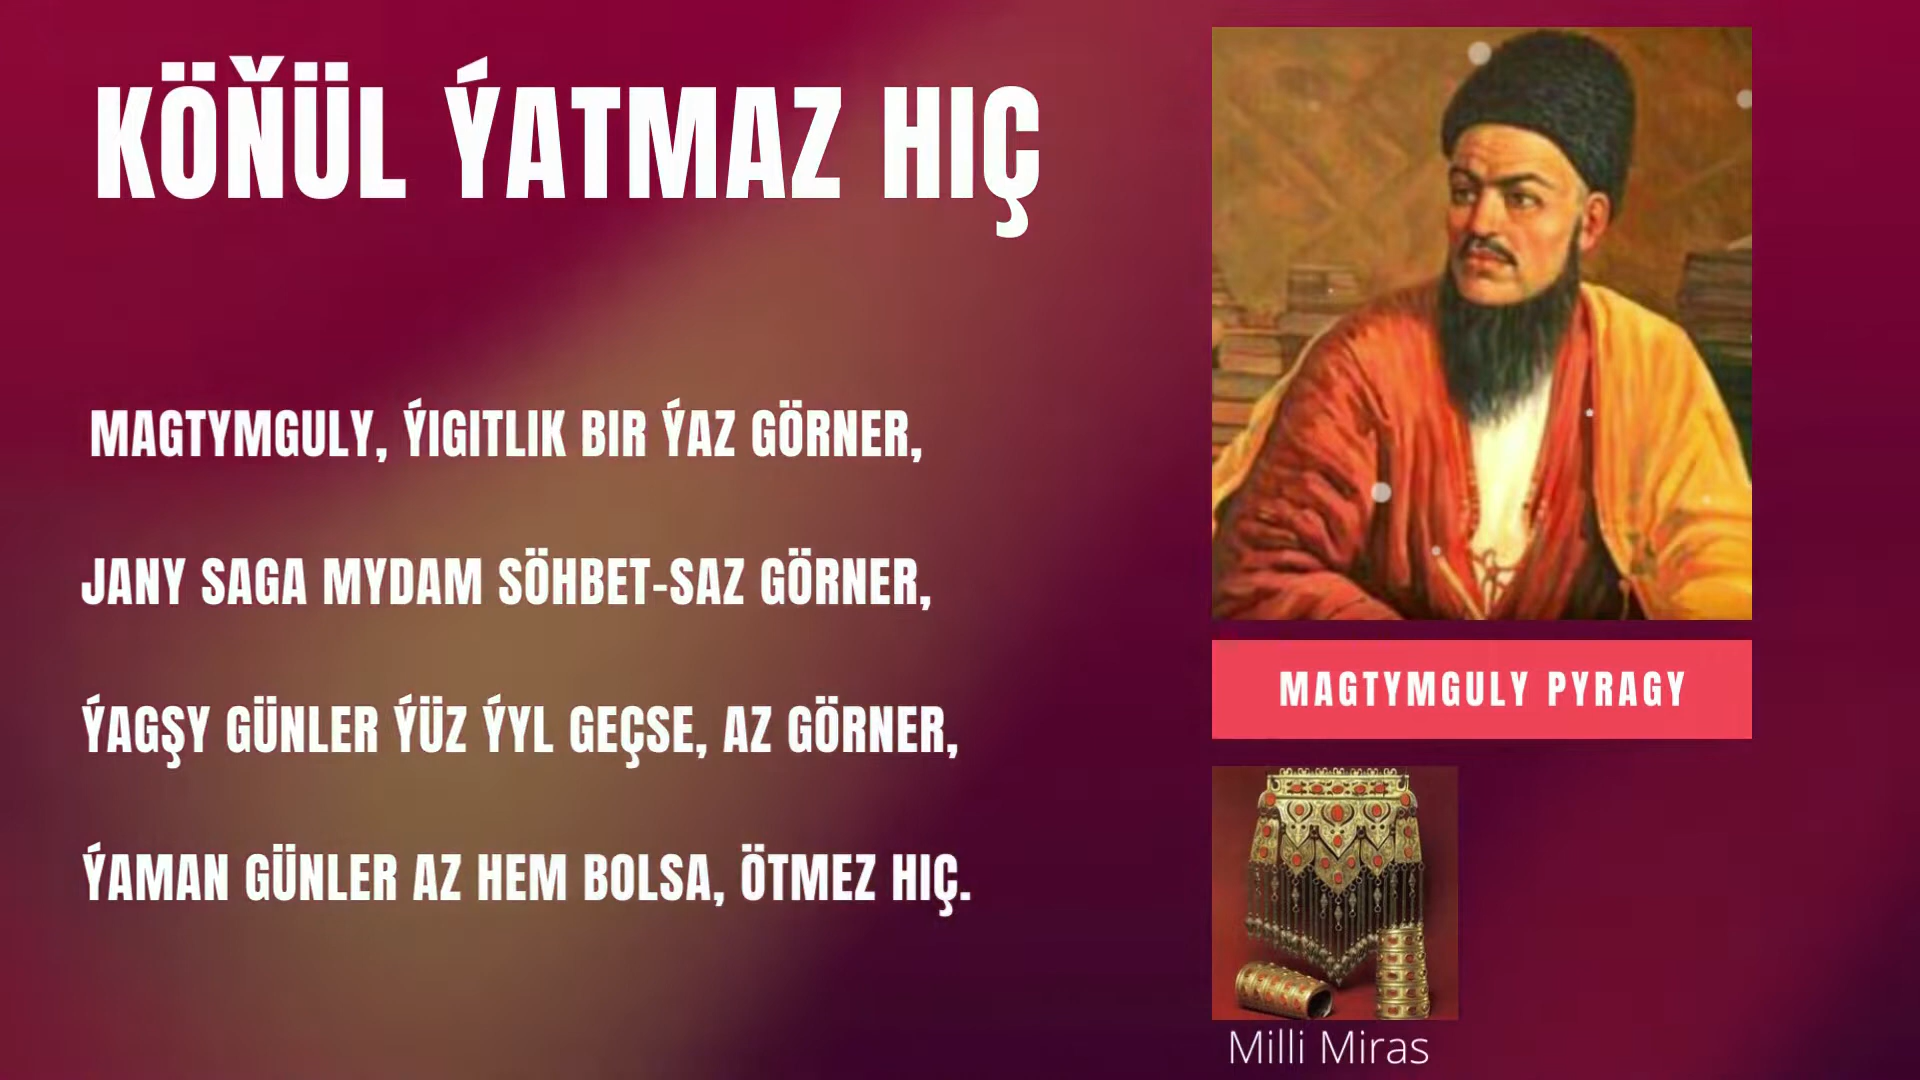 KÖŇÜL ÝATMAZ HIÇ
MAGTYMGULY, ÝIGITLIK BIR ÝAZ GÖRNER,
JANY SAGA MYDAM SÖHBET-SAZ GÖRNER,
ÝAGŞY GÜNLER ÝÜZ ÝYL GEÇSE, AZ GÖRNER,
ÝAMAN GÜNLER AZ HEM BOLSA, ÖTMEZ HIÇ.
MAGTYMGULY PYRAGY
Milli Miras